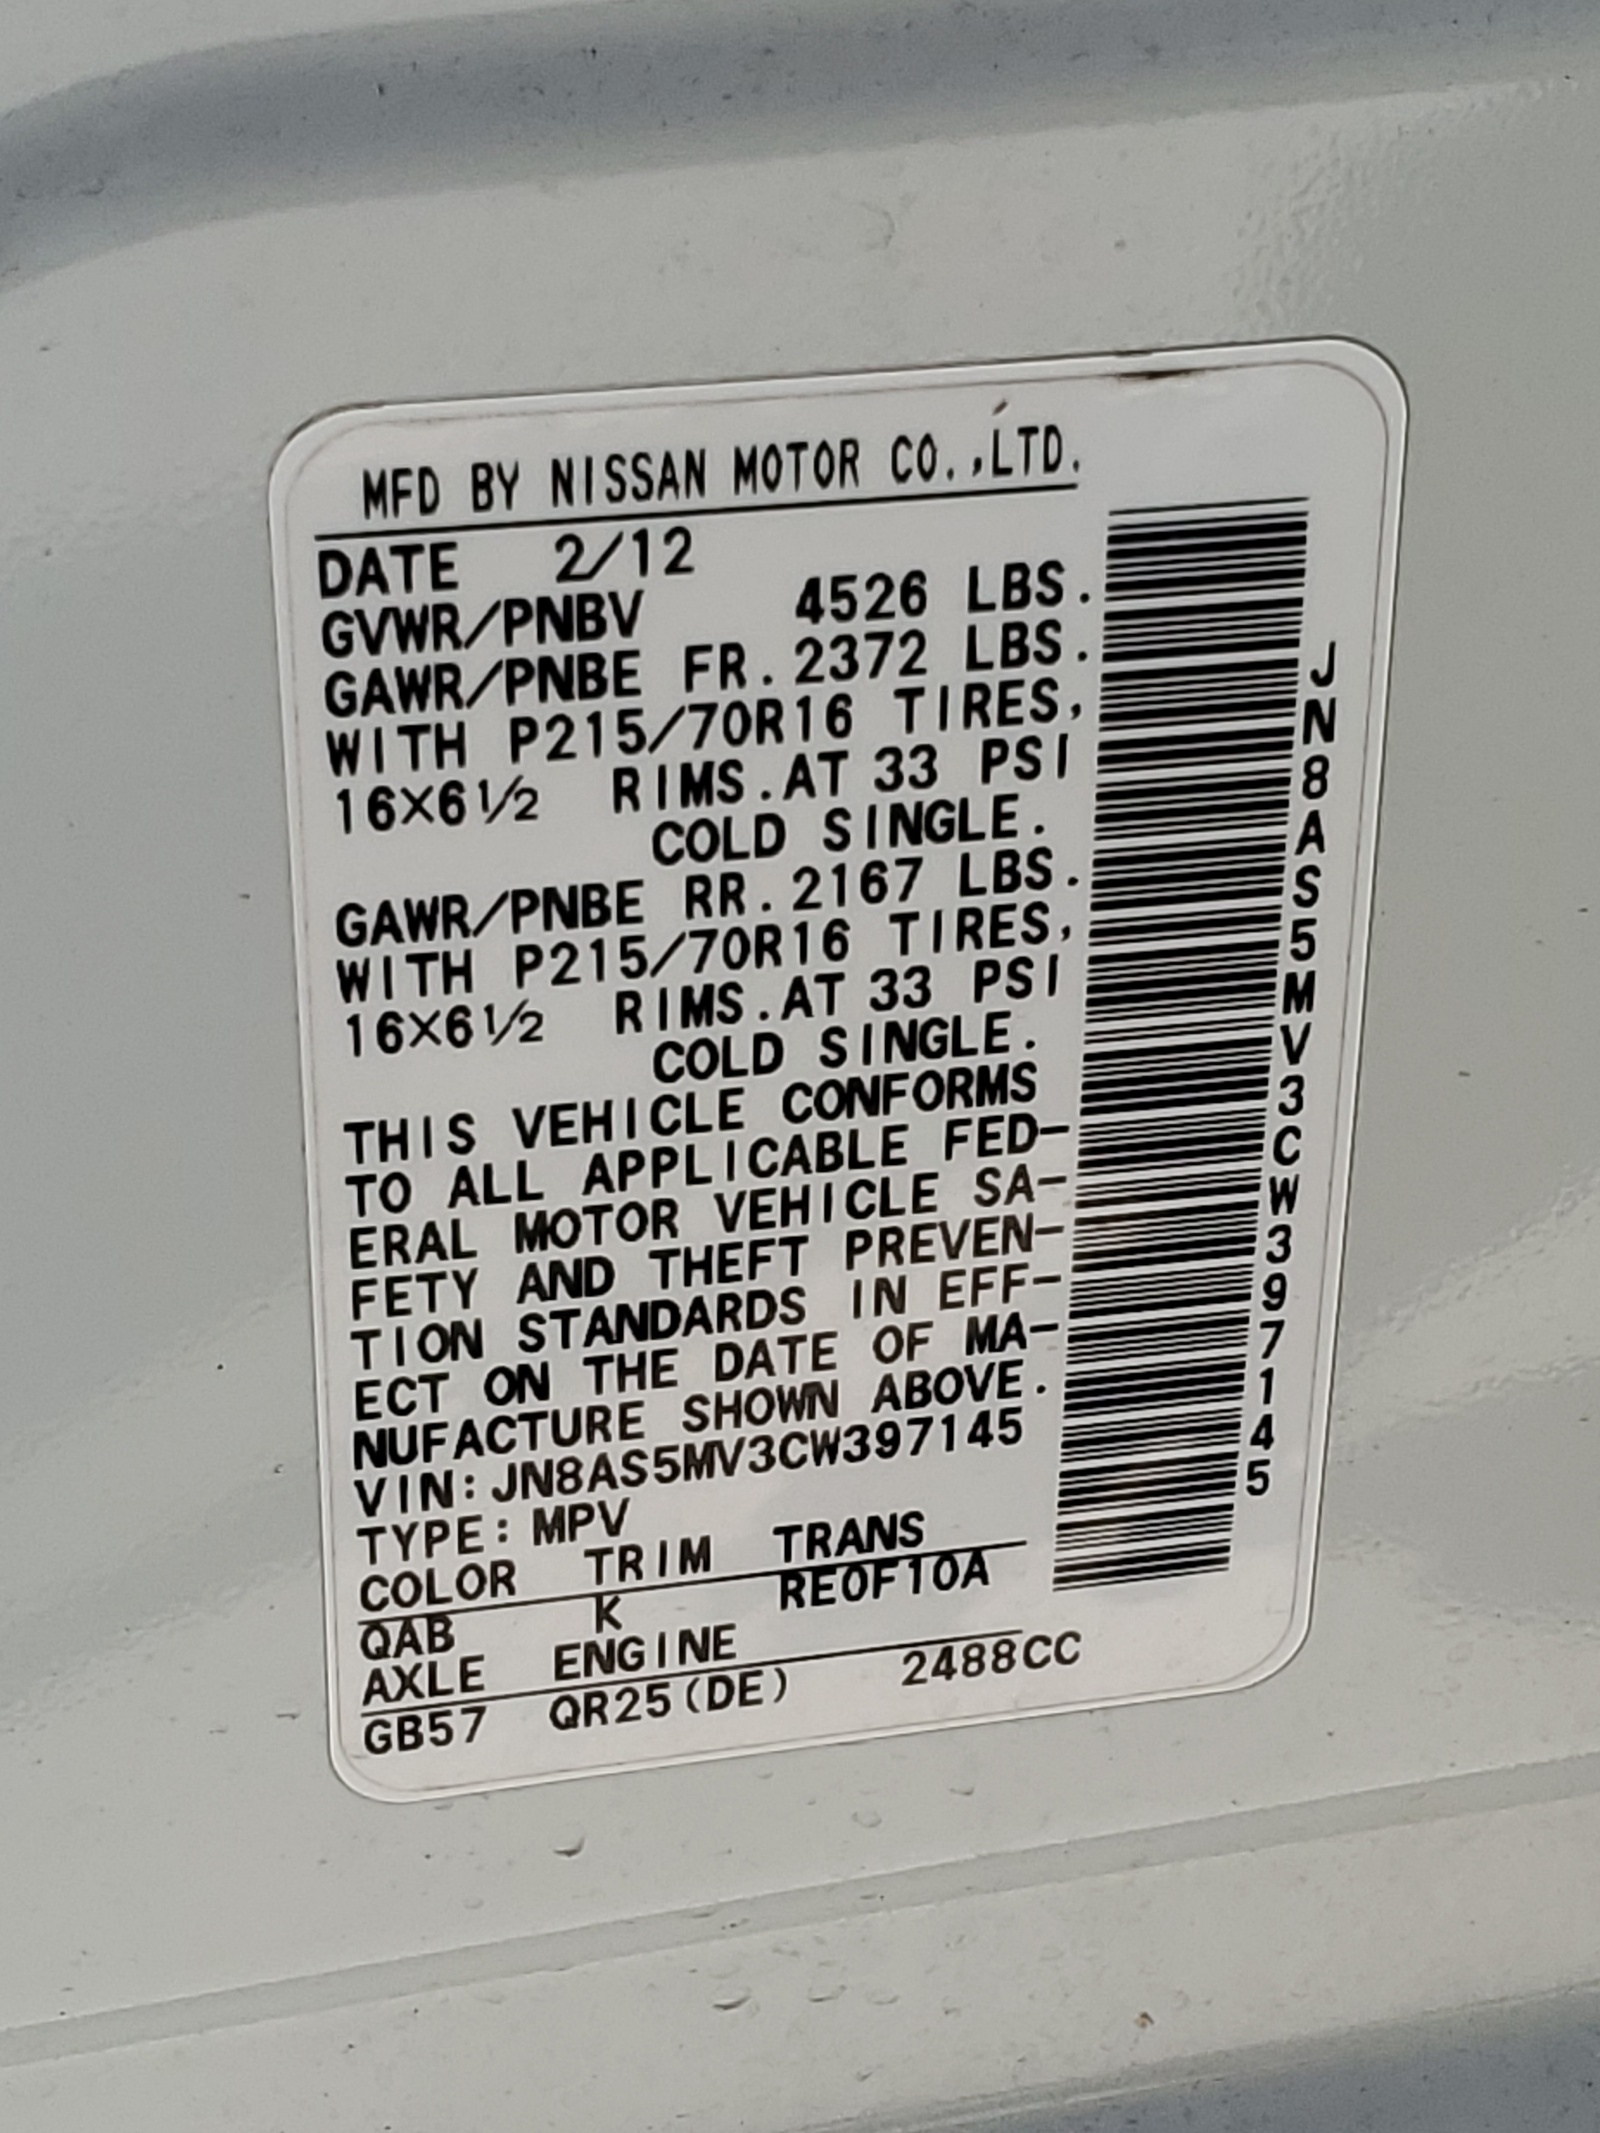 MFD BY NISSAN MOTOR CO.,LTD.
DATE 2/12
GVWR/PNBV 4526 LBS.
GAWR/PNBE FR. 2372 LBS.
WITH P215/70R16 TIRES,
16×6½ RIMS. AT 33 PSI
COLD SINGLE.
GAWR/PNBE RR. 2167 LBS.
WITH P215/70R16 TIRES,
16×6½ RIMS. AT 33 PSI
COLD SINGLE.
THIS VEHICLE CONFORMS
TO ALL APPLICABLE FED-
ERAL MOTOR VEHICLE SA-
FETY AND THEFT PREVEN-
TION STANDARDS IN EFF-
ECT ON THE DATE OF MA-
NUFACTURE SHOWN ABOVE.
VIN: JN8AS5MV3CW397145
TYPE: MPV
COLOR TRIM TRANS
QAB K RE0F10A
AXLE ENGINE
GB57 QR25(DE) 2488CC
JN8AS5MV3CW397145